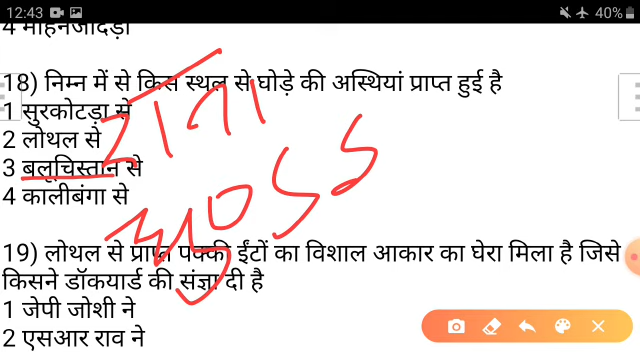 12:43 40%
4 मोहनजोदड़ो
18) निम्न में से किस स्थल से घोड़े की अस्थियां प्राप्त हुई है
1 सुरकोटड़ा से
2 लोथल से
3 बलूचिस्तान से
4 कालीबंगा से
19) लोथल से प्राप्त पक्की ईंटों का विशाल आकार का घेरा मिला है जिसे
किसने डॉकयार्ड की संज्ञा दी है
1 जेपी जोशी ने
2 एसआर राव ने